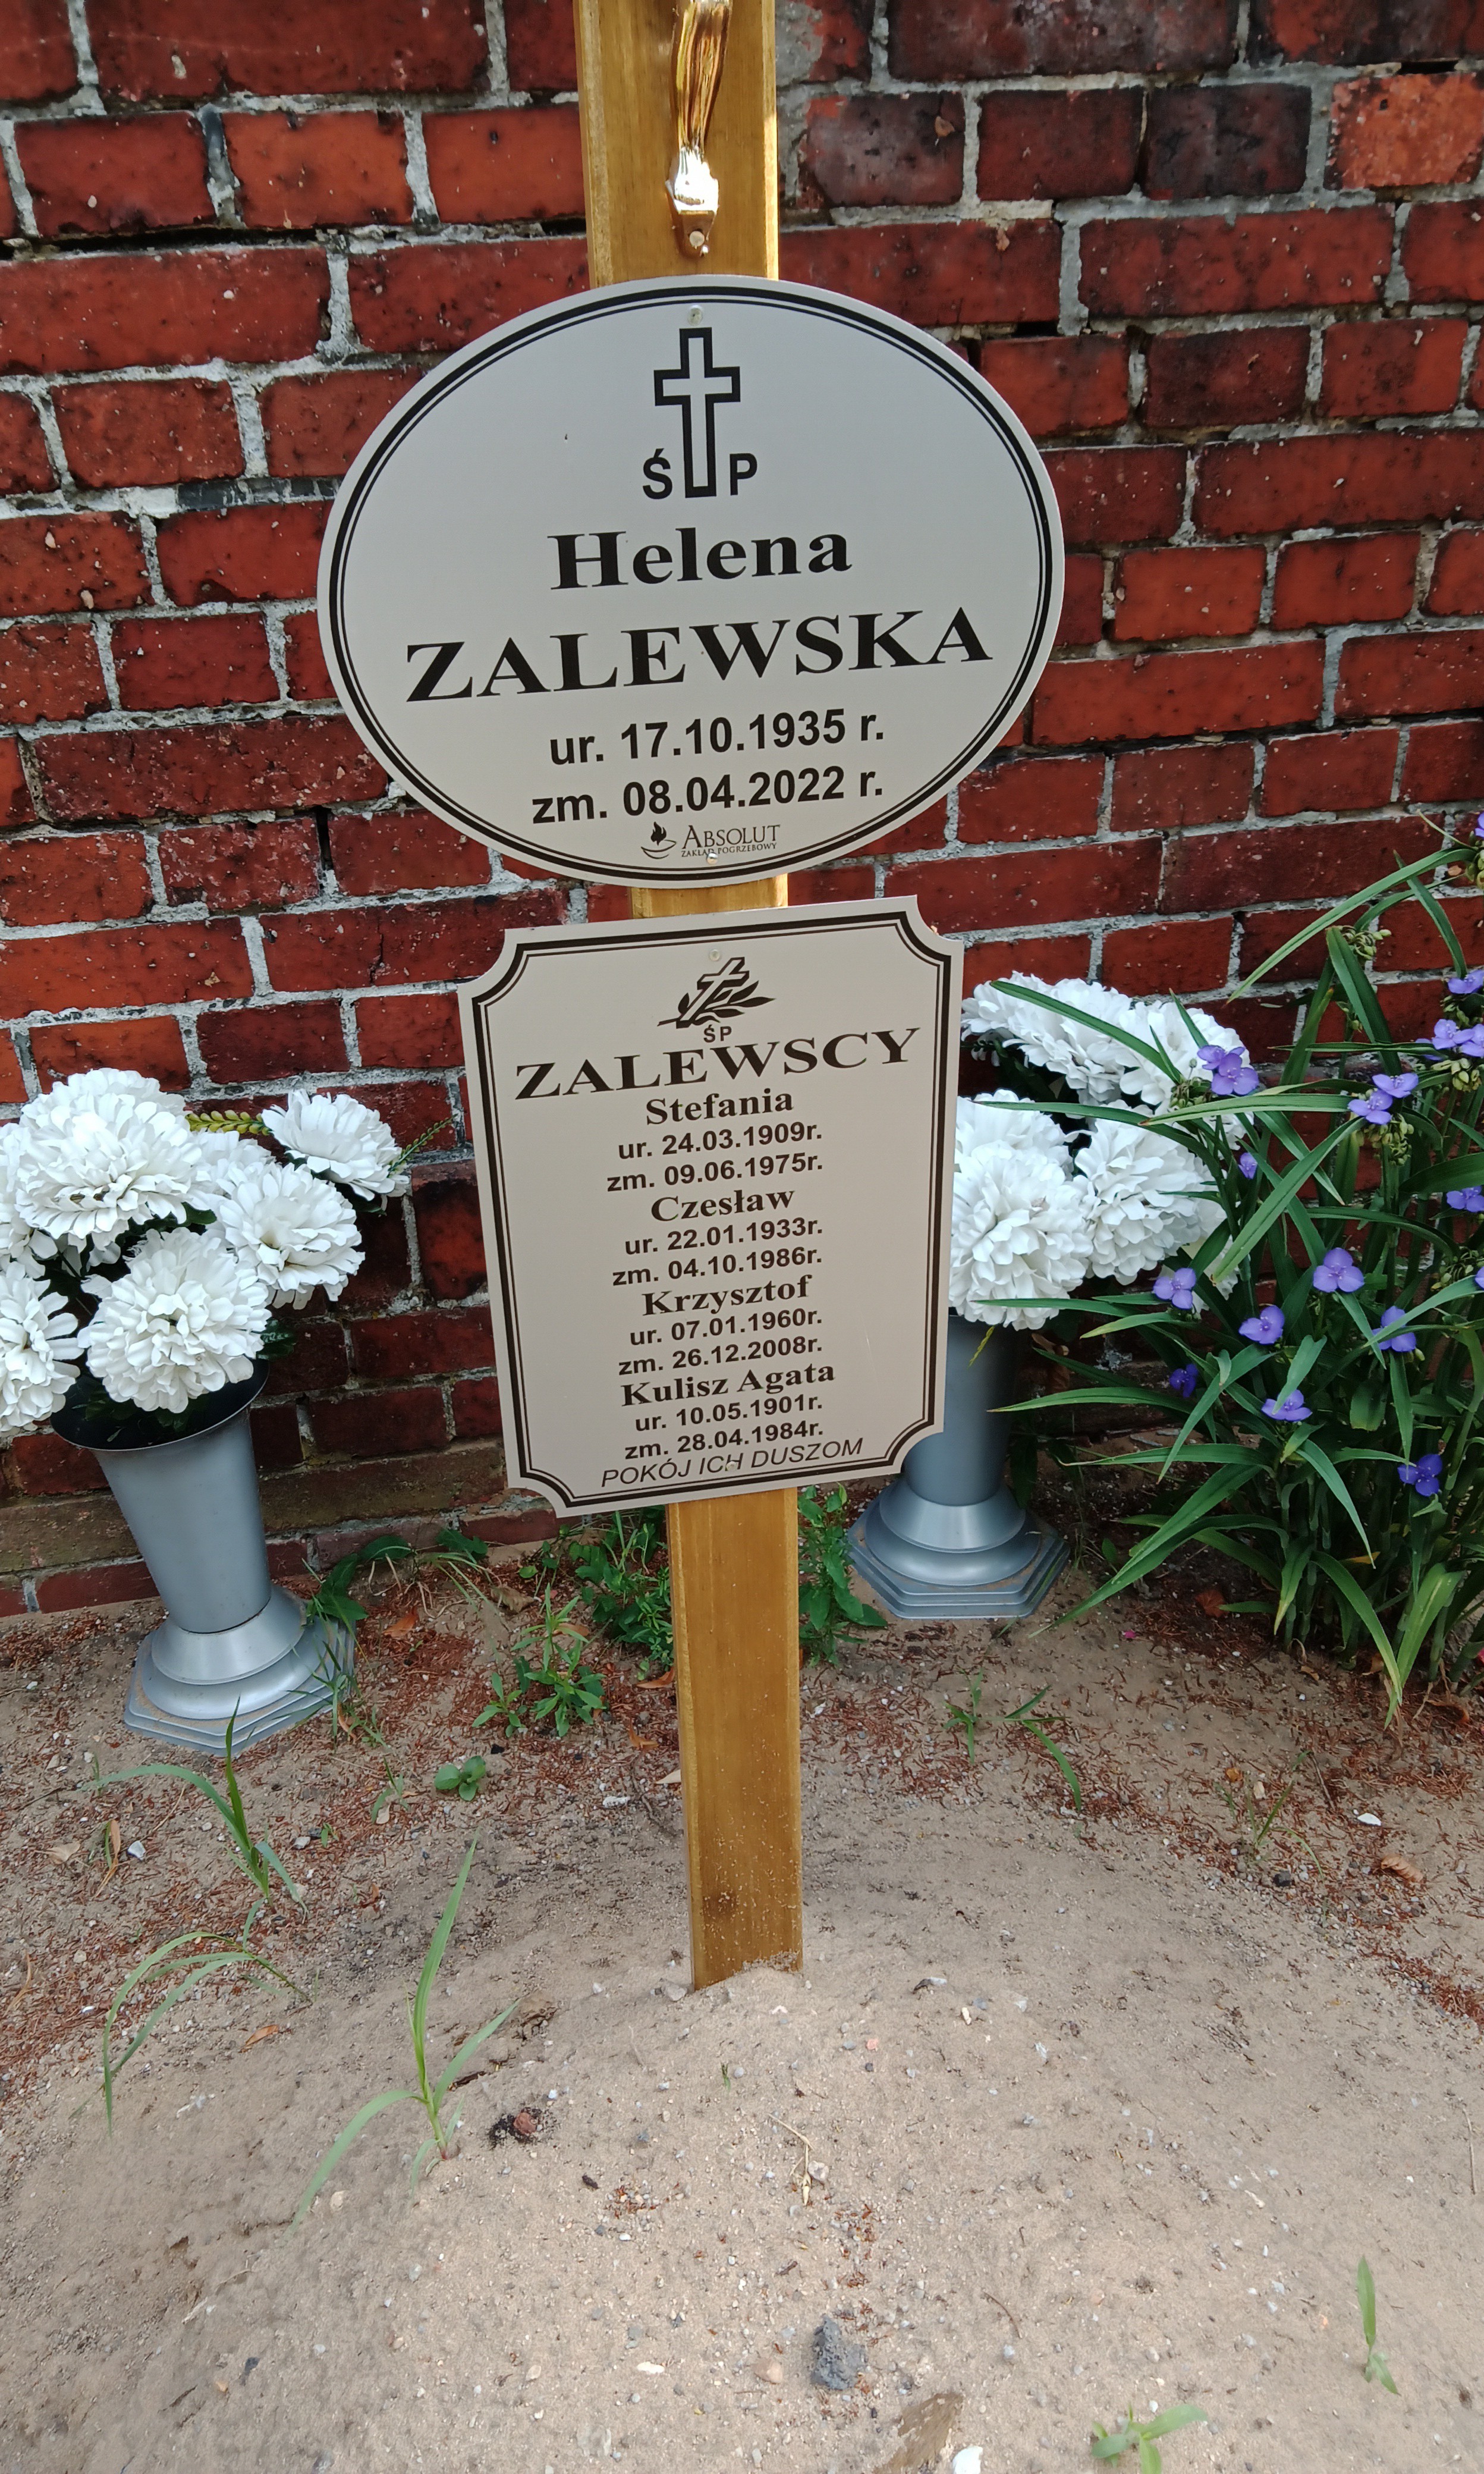 Ś P
Helena
ZALEWSKA
ur. 17.10.1935 r.
zm. 08.04.2022 r.
ABSOLUT
ZAKŁAD POGRZEBOWY
ŚP
ZALEWSCY
Stefania
ur. 24.03.1909r.
zm. 09.06.1975r.
Czesław
ur. 22.01.1933r.
zm. 04.10.1986r.
Krzysztof
ur. 07.01.1960r.
zm. 26.12.2008r.
Kulisz Agata
ur. 10.05.1901r.
zm. 28.04.1984r.
POKÓJ ICH DUSZOM